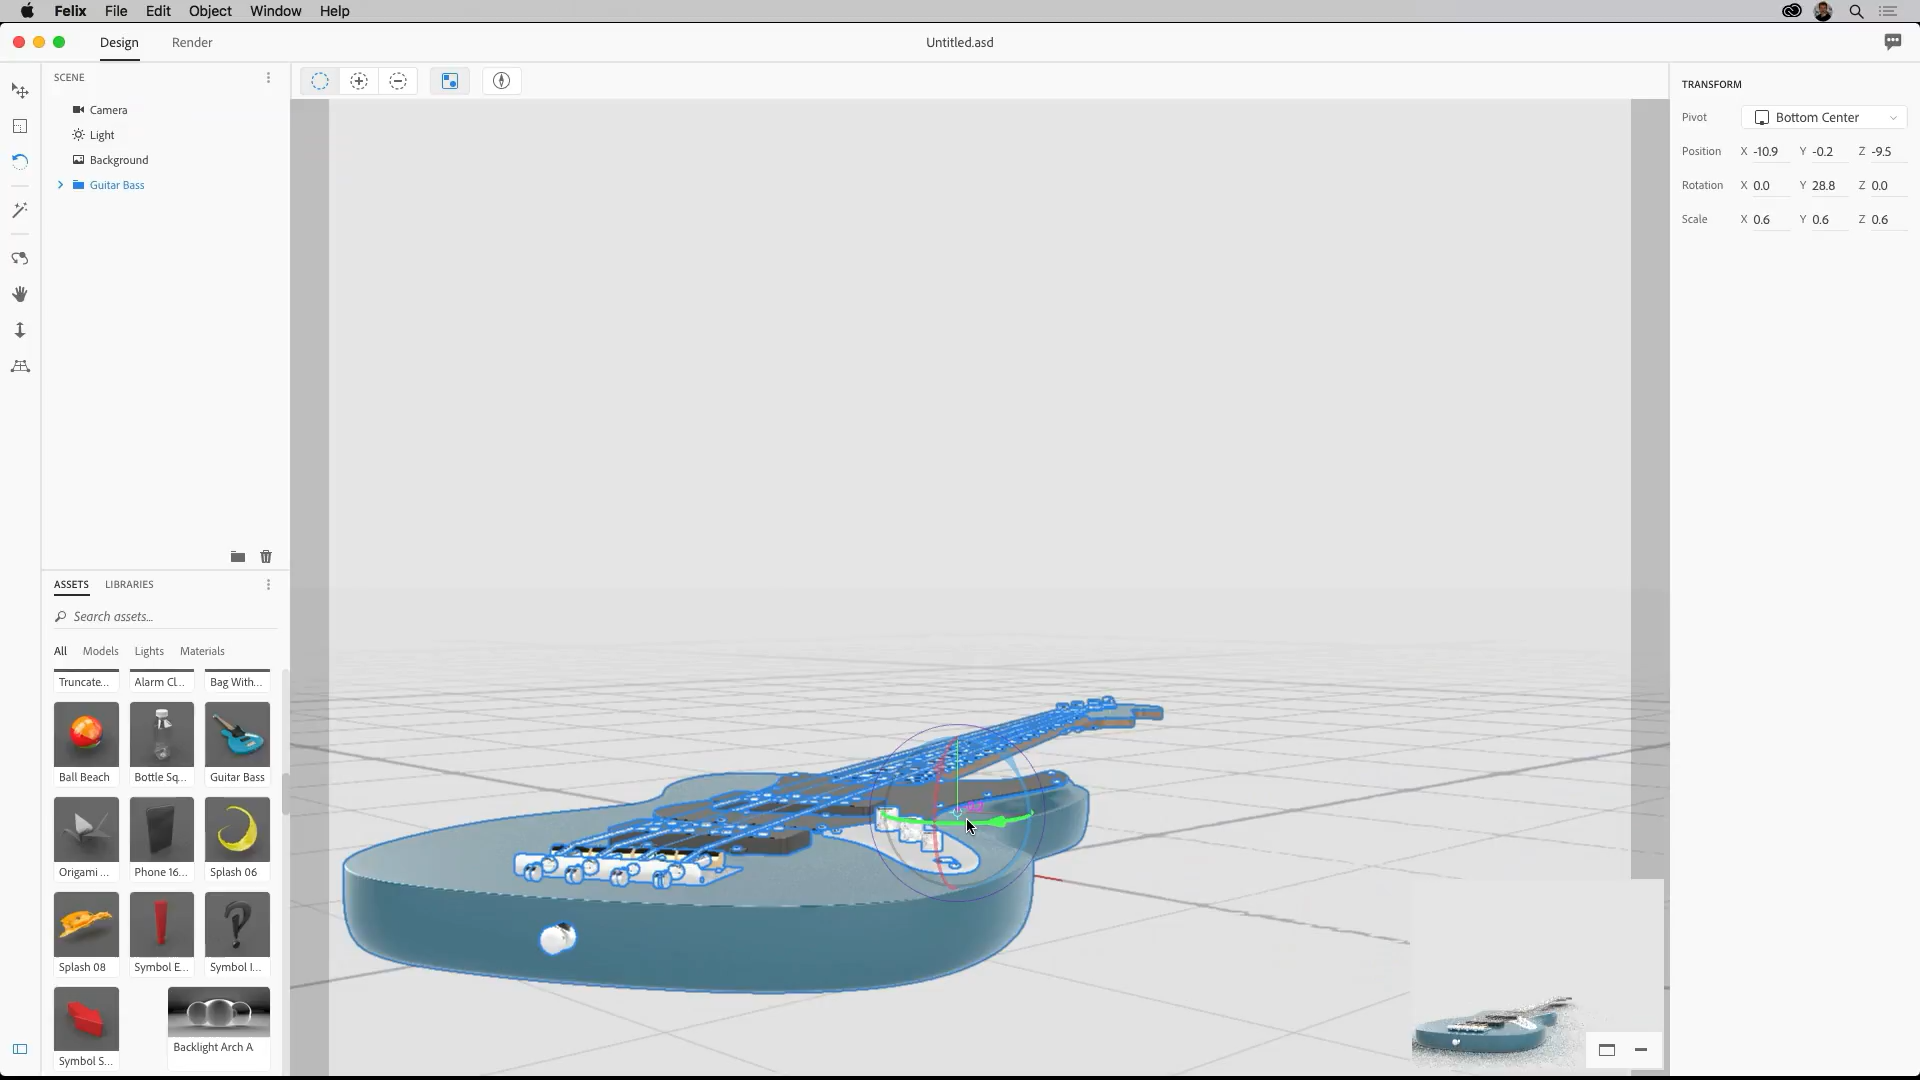 Felix File Edit Object Window Help
Design Render Untitled.asd
SCENE
Camera
Light
Background
Guitar Bass
ASSETS LIBRARIES
Search assets...
All Models Lights Materials
Truncate... Alarm Cl... Bag With...
Ball Beach Bottle Sq... Guitar Bass
Origami ... Phone 16... Splash 06
Splash 08 Symbol E... Symbol I...
Symbol S... Backlight Arch A
TRANSFORM
Pivot Bottom Center
Position X -10.9 Y -0.2 Z -9.5
Rotation X 0.0 Y 28.8 Z 0.0
Scale X 0.6 Y 0.6 Z 0.6